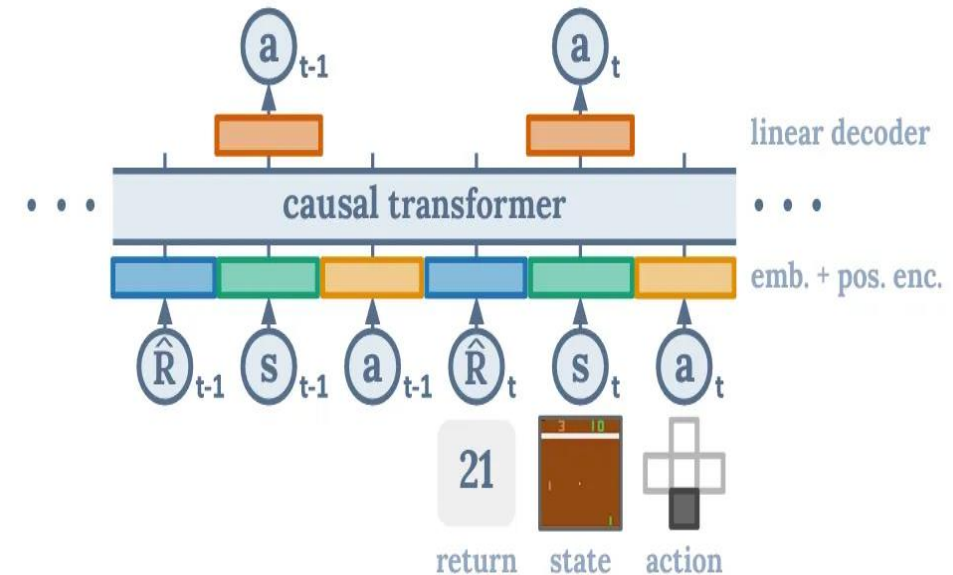 a t-1 a t
linear decoder
• • • causal transformer • • •
emb. + pos. enc.
R̂ t-1 s t-1 a t-1 R̂ t s t a t
3 10
21
return state action